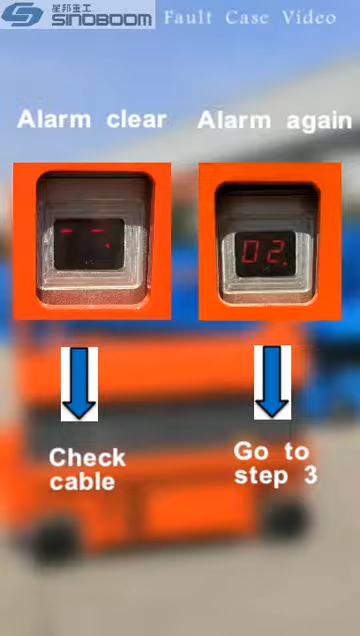 星邦重工
SINOBOOM
Fault Case Video
Alarm clear
Alarm again
02.
Check
cable
Go to
step 3